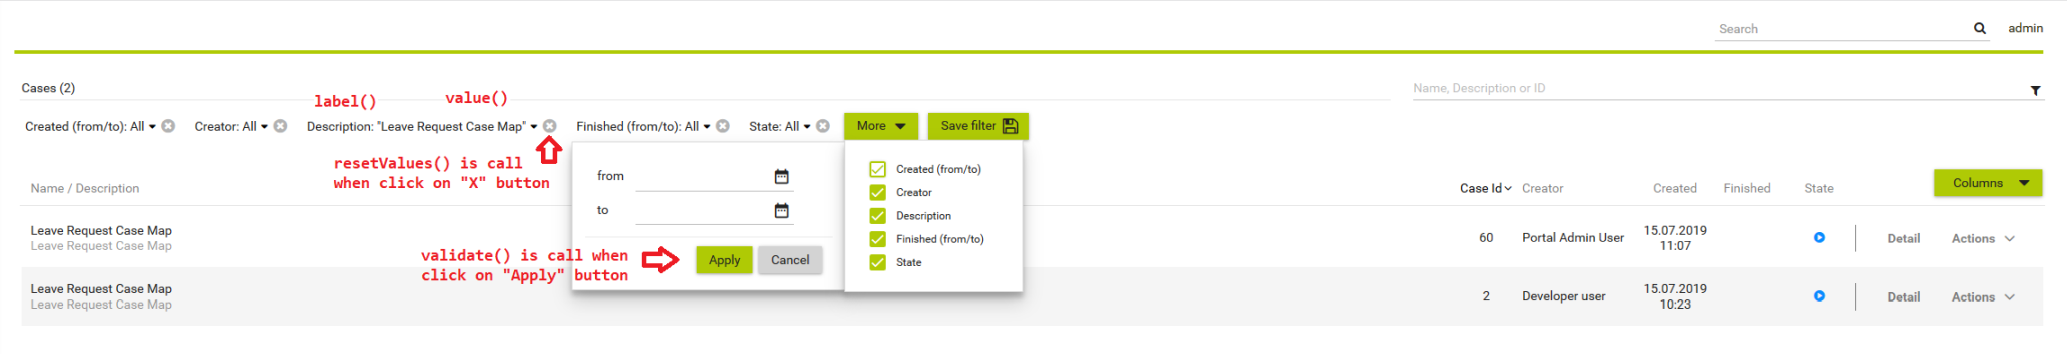 Search admin
Cases (2) Name, Description or ID
label() value()
Created (from/to): All Creator: All Description: "Leave Request Case Map" Finished (from/to): All State: All More Save filter
resetValues() is call
when click on "X" button
from
to
validate() is call when
click on "Apply" button
Apply Cancel
Created (from/to)
Creator
Description
Finished (from/to)
State
Name / Description Case Id Creator Created Finished State Columns
Leave Request Case Map
Leave Request Case Map
60 Portal Admin User 15.07.2019
11:07
Detail Actions
Leave Request Case Map
Leave Request Case Map
2 Developer user 15.07.2019
10:23
Detail Actions